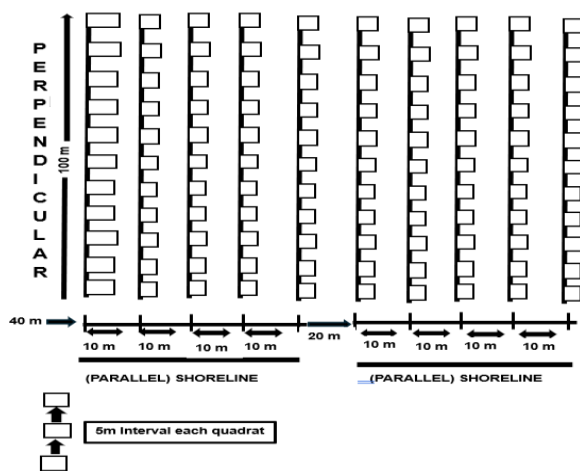 PERPENDICULAR
100 m
40 m
20 m
10 m 10 m 10 m 10 m
10 m 10 m 10 m 10 m
(PARALLEL) SHORELINE
(PARALLEL) SHORELINE
5m Interval each quadrat